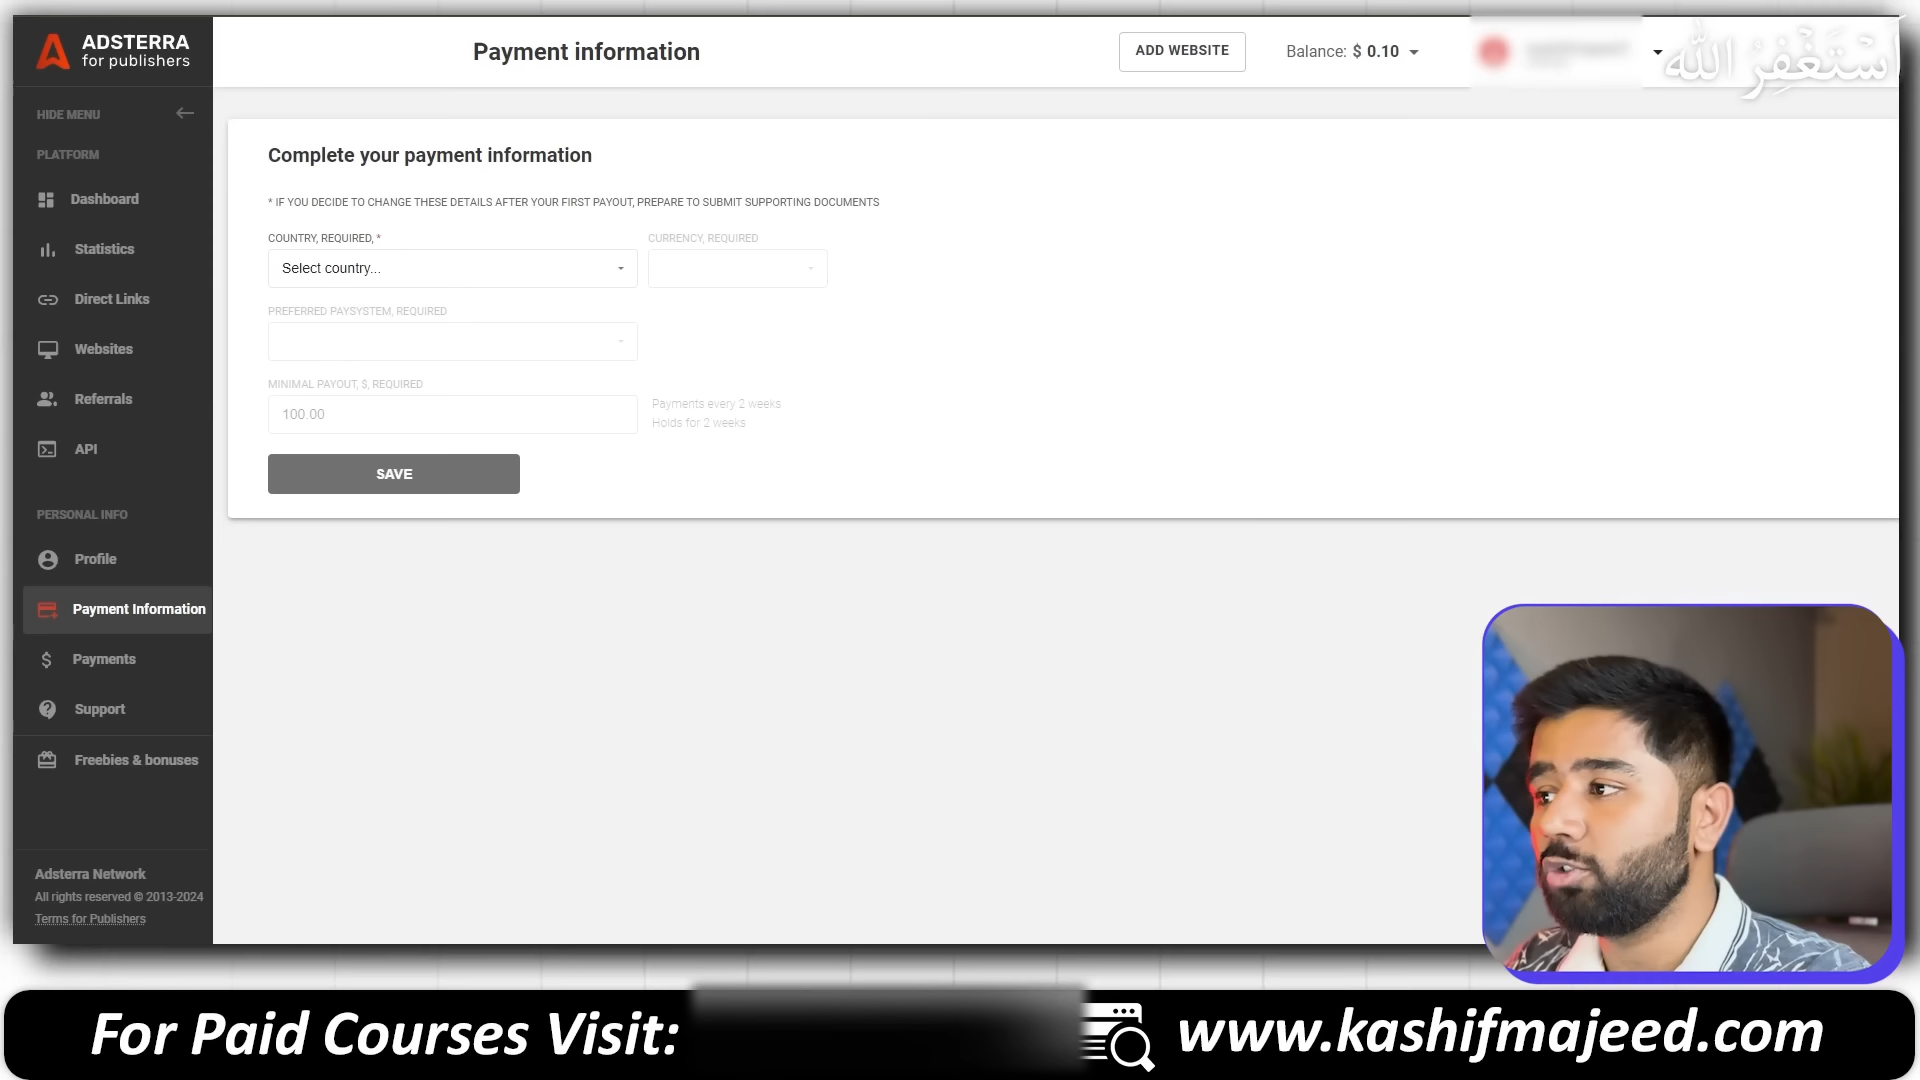 ADSTERRA
for publishers
Payment information
ADD WEBSITE
Balance: $ 0.10
أَسْتَغْفِرُ اللّٰه
HIDE MENU
PLATFORM
Dashboard
Statistics
Direct Links
Websites
Referrals
API
PERSONAL INFO
Profile
Payment Information
Payments
Support
Freebies & bonuses
Adsterra Network
All rights reserved © 2013-2024
Terms for Publishers
Complete your payment information
* IF YOU DECIDE TO CHANGE THESE DETAILS AFTER YOUR FIRST PAYOUT, PREPARE TO SUBMIT SUPPORTING DOCUMENTS
COUNTRY, REQUIRED, *
CURRENCY, REQUIRED
Select country...
PREFERRED PAYSYSTEM, REQUIRED
MINIMAL PAYOUT, $, REQUIRED
100.00
Payments every 2 weeks
Holds for 2 weeks
SAVE
For Paid Courses Visit:
www.kashifmajeed.com